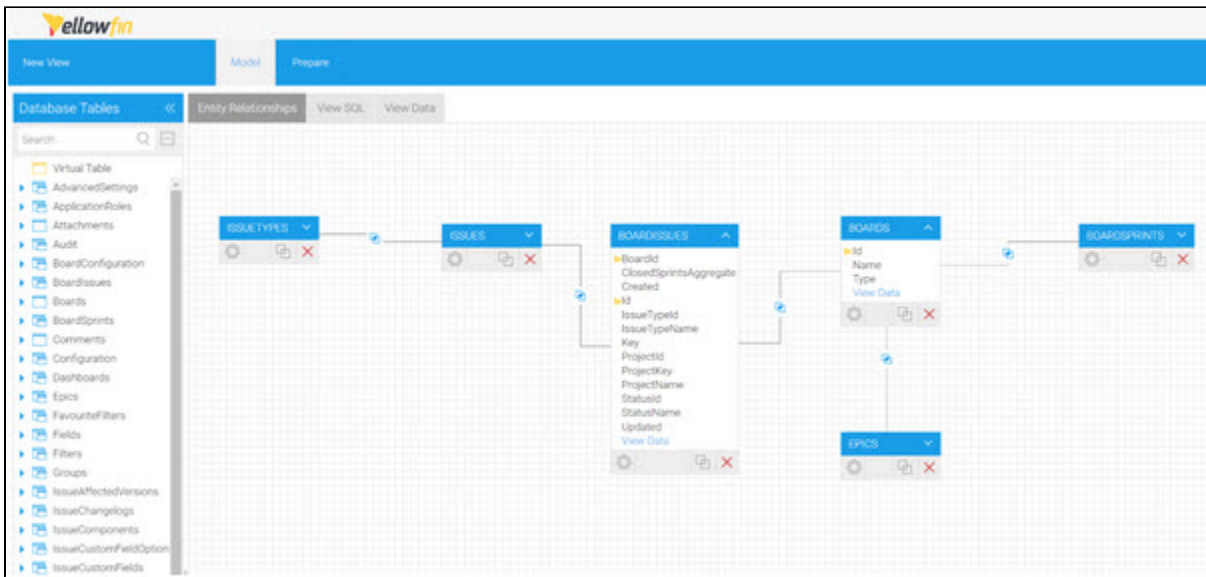 Yellowfin
New View
Model
Prepare
Database Tables
Entity Relationships
View SQL
View Data
Search
Virtual Table
AdvancedSettings
ApplicationRoles
Attachments
Audit
BoardConfiguration
BoardIssues
Boards
BoardSprints
Comments
Configuration
Dashboards
Epics
FavouriteFilters
Fields
Filters
Groups
IssueAffectedVersions
IssueChangelogs
IssueComponents
IssueCustomFieldOption
IssueCustomFields
ISSUETYPES
ISSUES
BOARDISSUES
BoardId
ClosedSprintsAggregate
Created
Id
IssueTypeId
IssueTypeName
Key
ProjectId
ProjectKey
ProjectName
StatusId
StatusName
Updated
View Data
BOARDS
Id
Name
Type
View Data
EPICS
BOARDSPRINTS